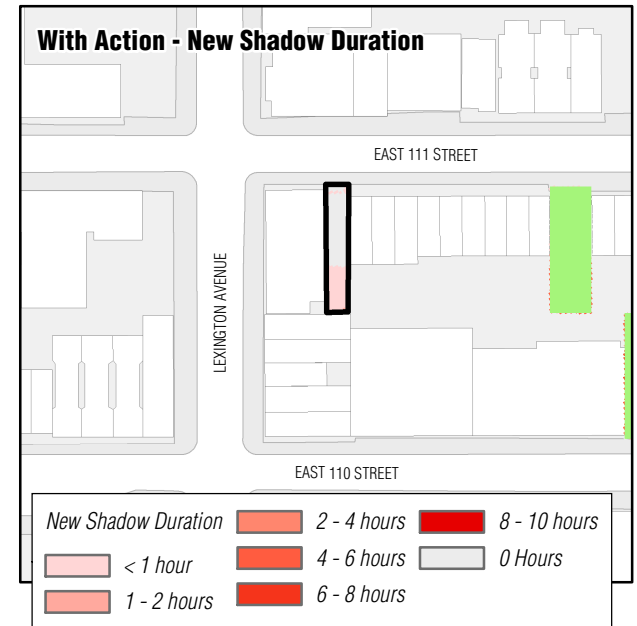 With Action - New Shadow Duration
EAST 111 STREET
LEXINGTON AVENUE
EAST 110 STREET
New Shadow Duration
< 1 hour
1 - 2 hours
2 - 4 hours
4 - 6 hours
6 - 8 hours
8 - 10 hours
0 Hours